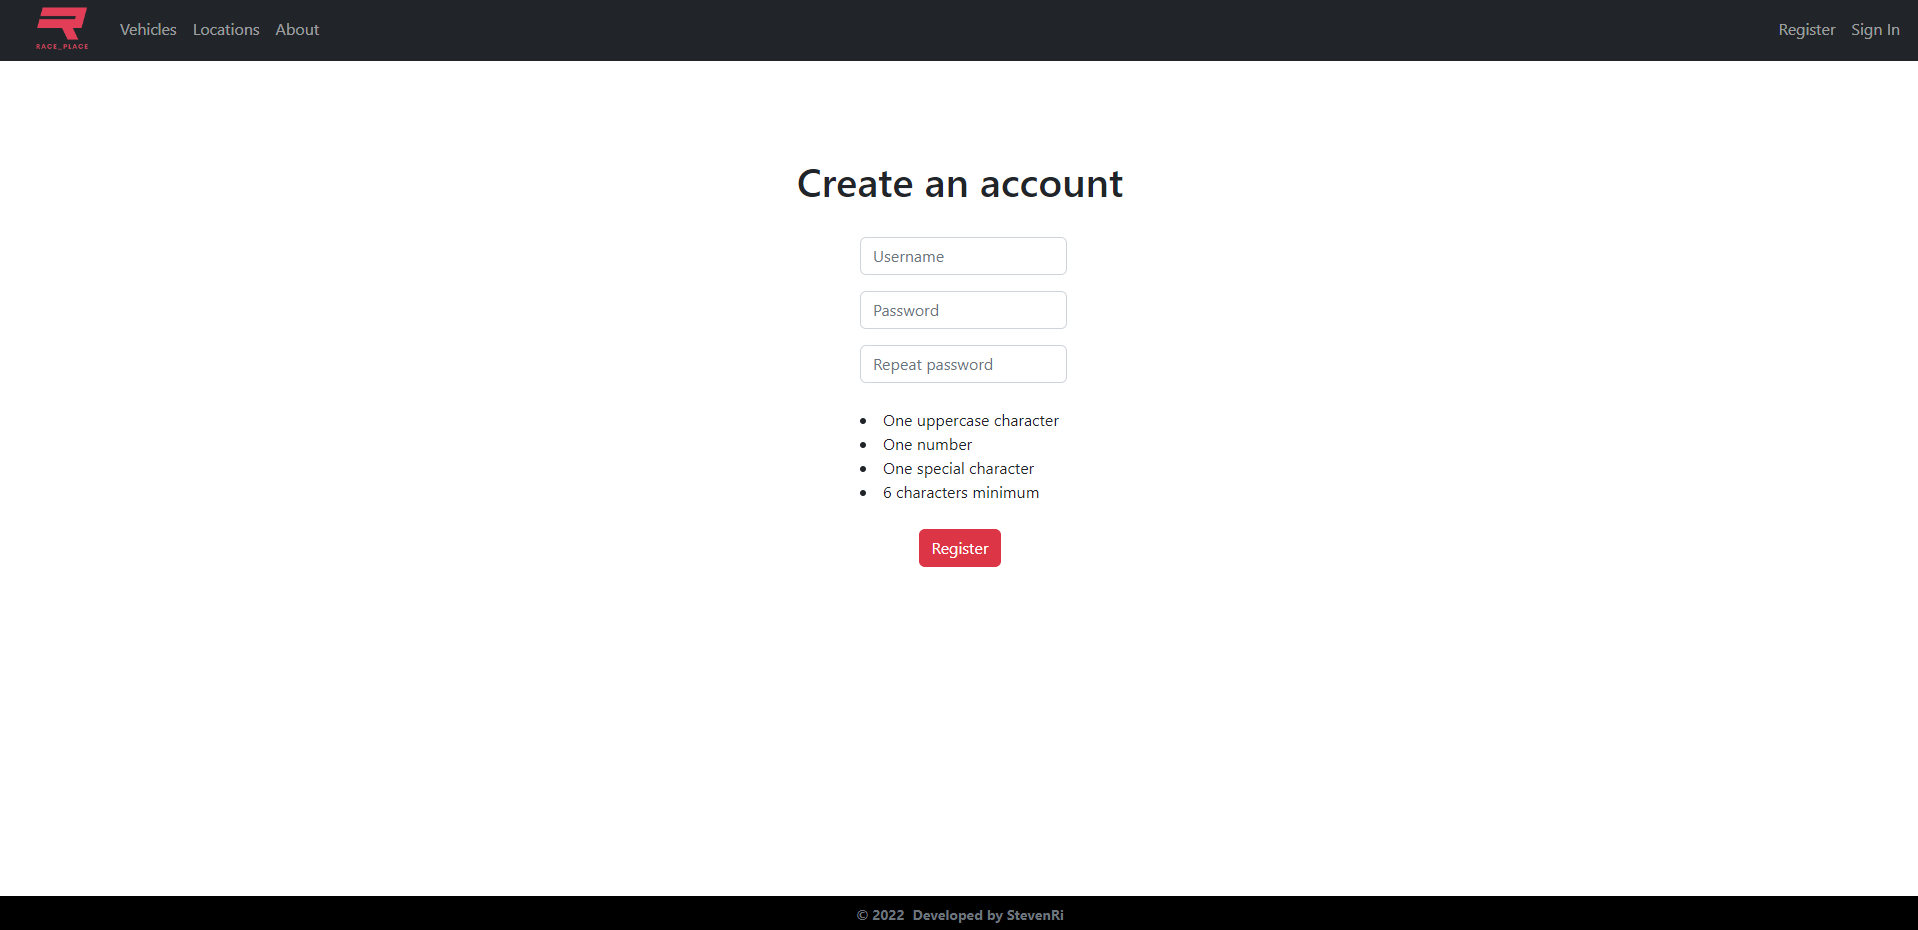 RACE_PLACE
Vehicles Locations About Register Sign In
Create an account
Username
Password
Repeat password
• One uppercase character
• One number
• One special character
• 6 characters minimum
Register
© 2022 Developed by StevenRi